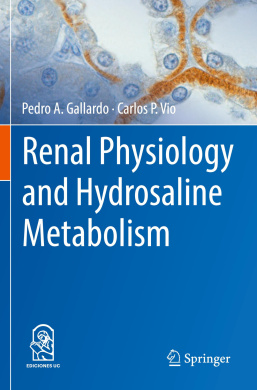 Pedro A. Gallardo · Carlos P. Vio
Renal Physiology
and Hydrosaline
Metabolism
EDICIONES UC
Springer